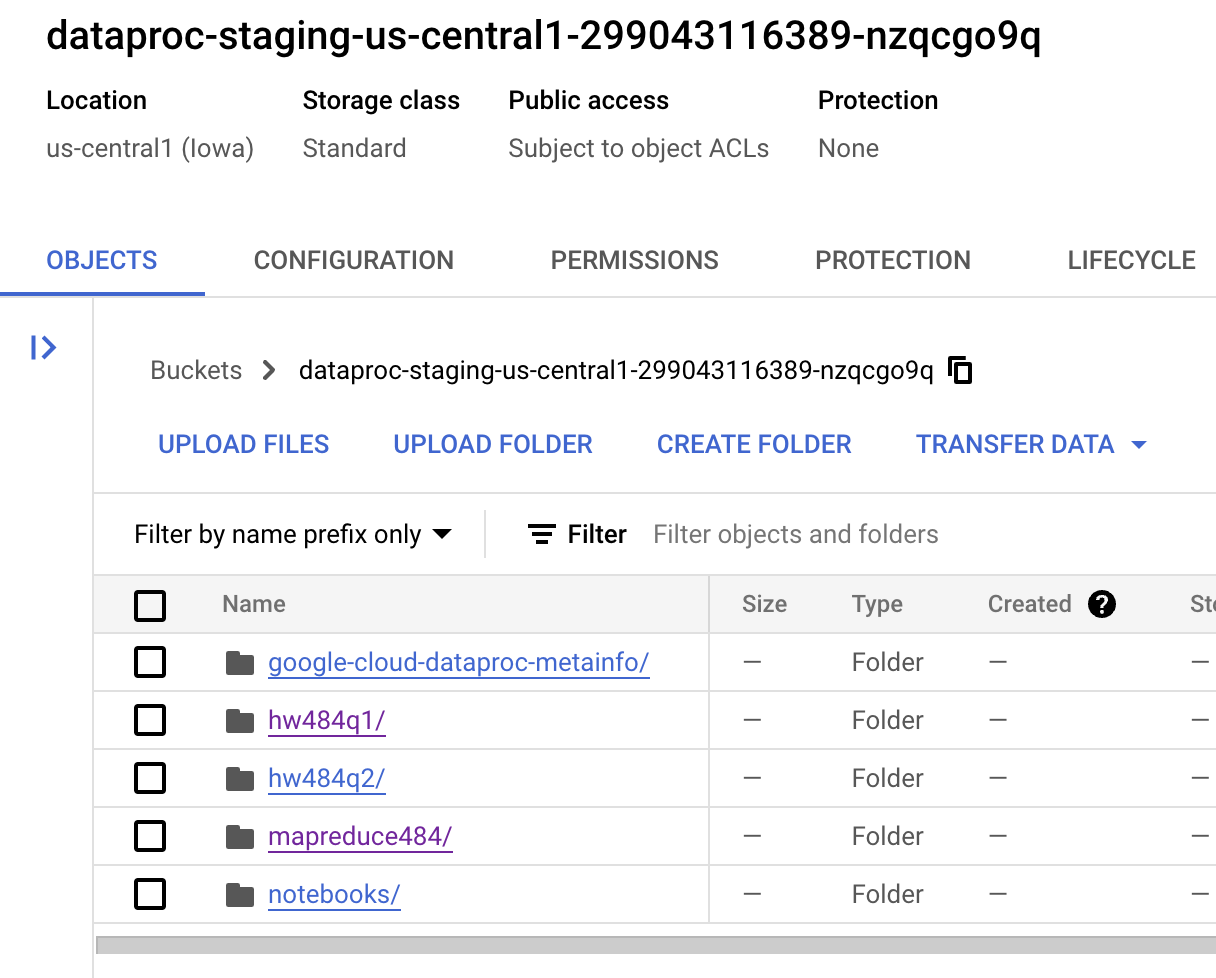 dataproc-staging-us-central1-299043116389-nzqcgo9q
Location Storage class Public access Protection
us-central1 (Iowa) Standard Subject to object ACLs None
OBJECTS CONFIGURATION PERMISSIONS PROTECTION LIFECYCLE
Buckets > dataproc-staging-us-central1-299043116389-nzqcgo9q
UPLOAD FILES UPLOAD FOLDER CREATE FOLDER TRANSFER DATA
Filter by name prefix only Filter Filter objects and folders
Name Size Type Created ?
google-cloud-dataproc-metainfo/ — Folder — —
hw484q1/ — Folder — —
hw484q2/ — Folder — —
mapreduce484/ — Folder — —
notebooks/ — Folder — —